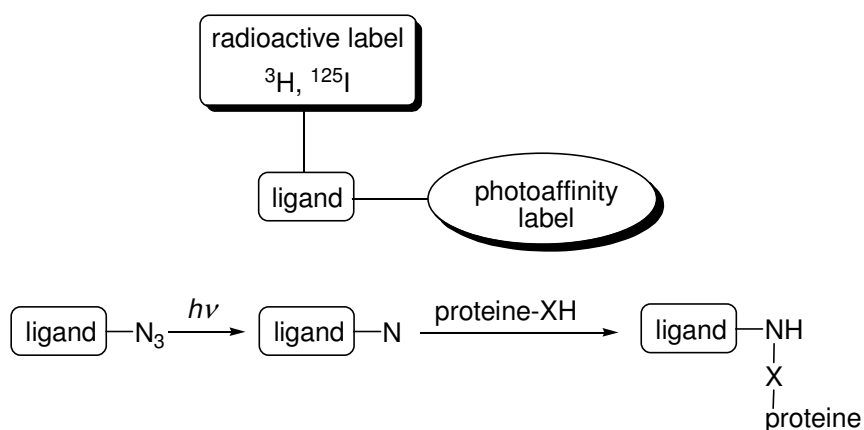 radioactive label
³H, ¹²⁵I
ligand
photoaffinity
label
ligand—N₃ hν ligand—N proteine-XH ligand—NH
X
proteine